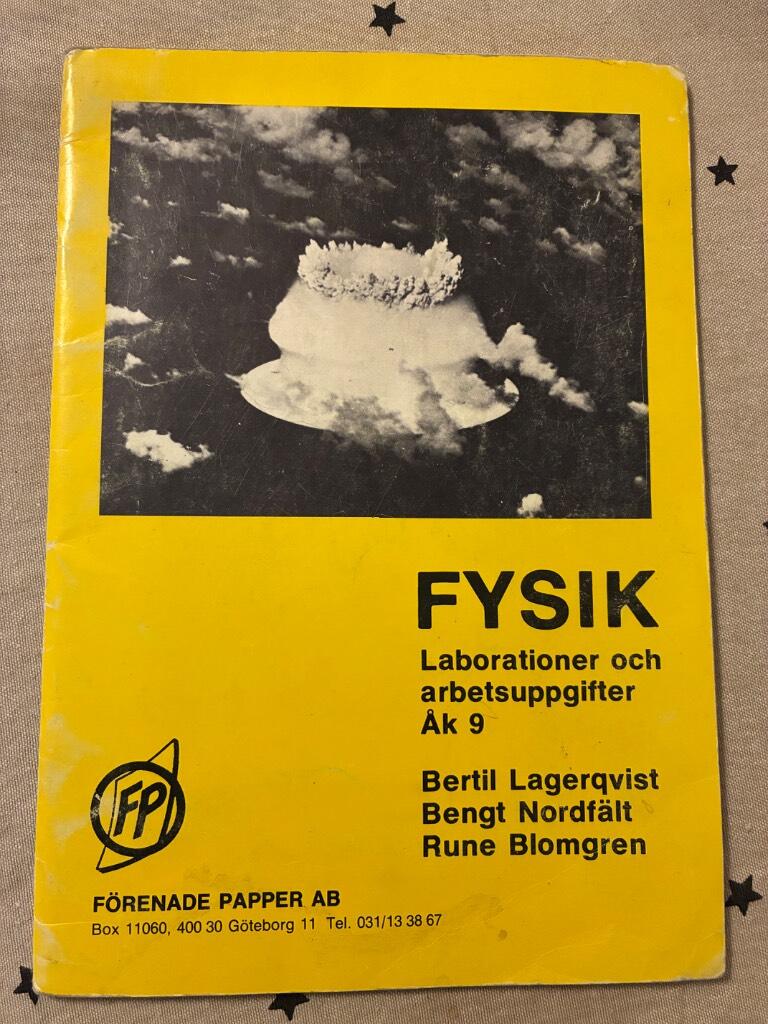 FYSIK
Laborationer och
arbetsuppgifter
Åk 9
Bertil Lagerqvist
Bengt Nordfält
Rune Blomgren
FP
FÖRENADE PAPPER AB
Box 11060, 400 30 Göteborg 11 Tel. 031/13 38 67